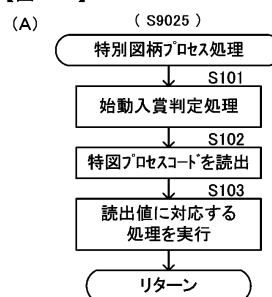 (A)
( S9025 )
特別図柄プロセス処理
S101
始動入賞判定処理
S102
特図プロセスコードを読出
S103
読出値に対応する
処理を実行
リターン